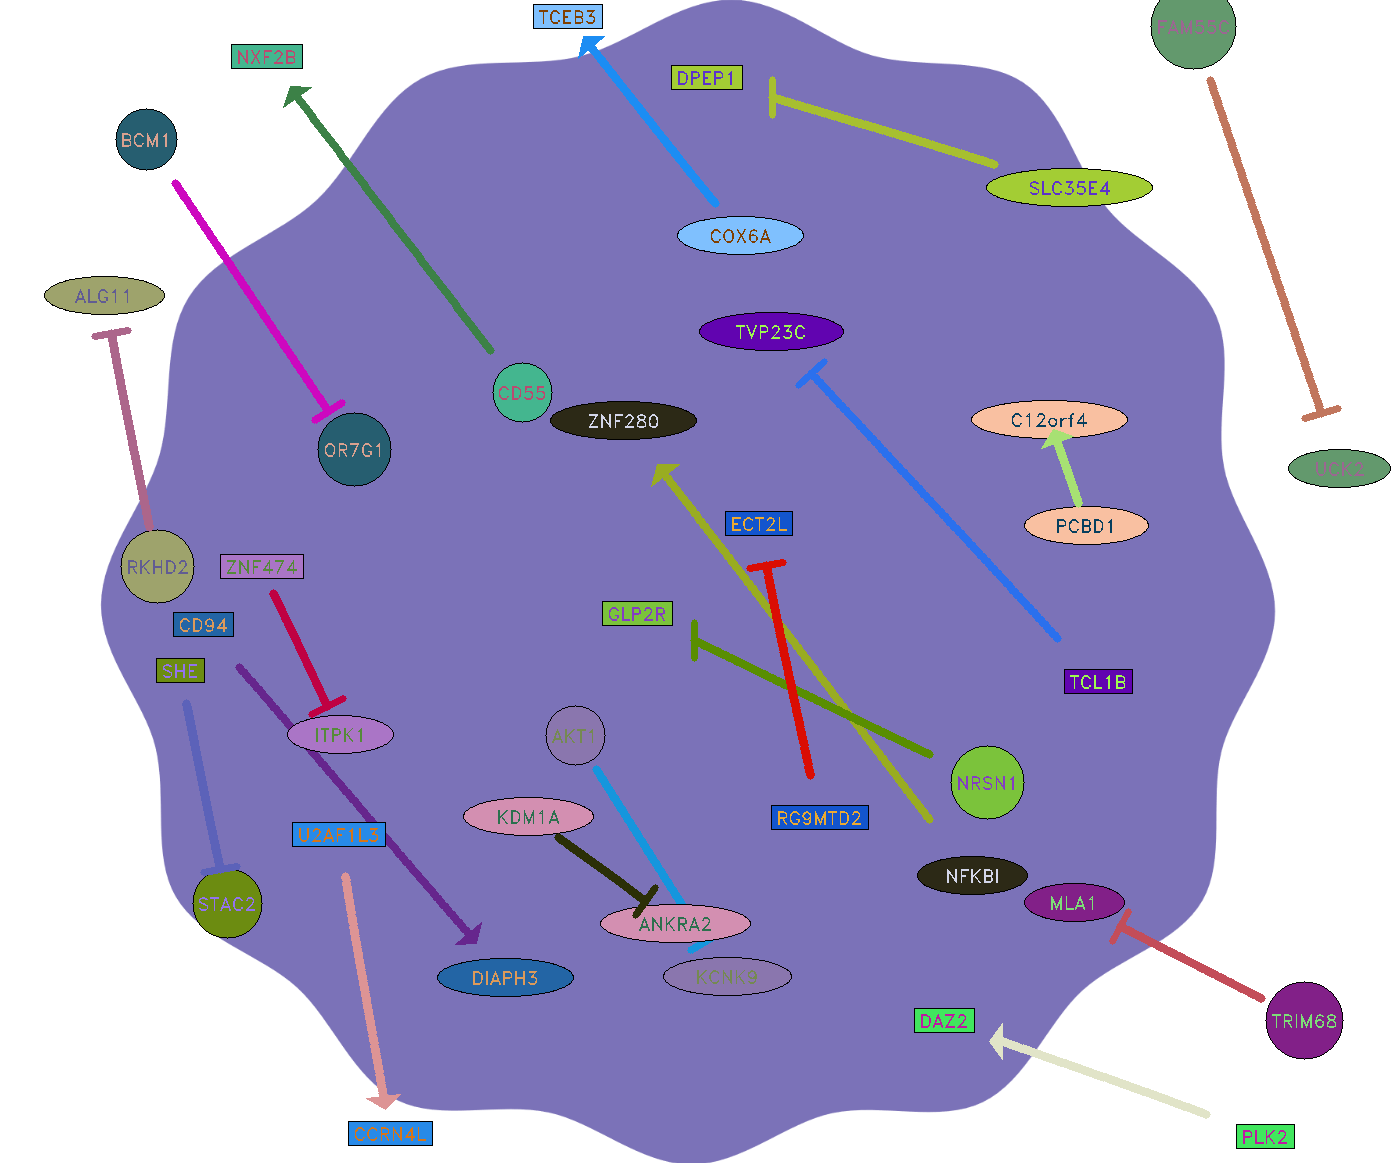 TCEB3
FAM55C
NXF2B
DPEP1
BCM1
SLC35E4
COX6A
ALG11
TVP23C
CD55
ZNF280
C12orf4
OR7G1
UCK2
ECT2L
PCBD1
RKHD2
ZNF474
GLP2R
CD94
SHE
TCL1B
ITPK1
AKT1
NRSN1
KDM1A
RG9MTD2
U2AF1L3
NFKBI
STAC2
MLA1
ANKRA2
DIAPH3
KCNK9
DAZ2
TRIM68
CCRN4L
PLK2